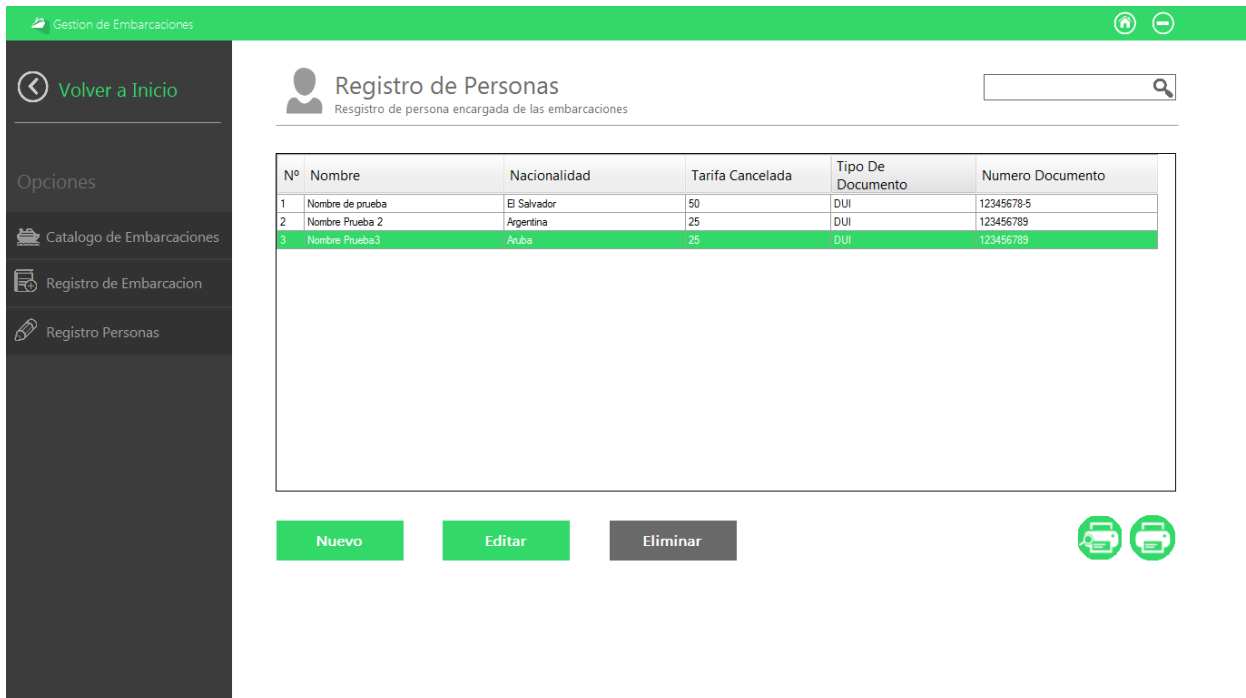 Gestion de Embarcaciones
Volver a Inicio
Opciones
Catalogo de Embarcaciones
Registro de Embarcacion
Registro Personas
Registro de Personas
Resgistro de persona encargada de las embarcaciones
Nº Nombre Nacionalidad Tarifa Cancelada Tipo De Documento Numero Documento
1 Nombre de prueba El Salvador 50 DUI 12345678-5
2 Nombre Prueba 2 Argentina 25 DUI 123456789
3 Nombre Prueba3 Aruba 25 DUI 123456789
Nuevo Editar Eliminar